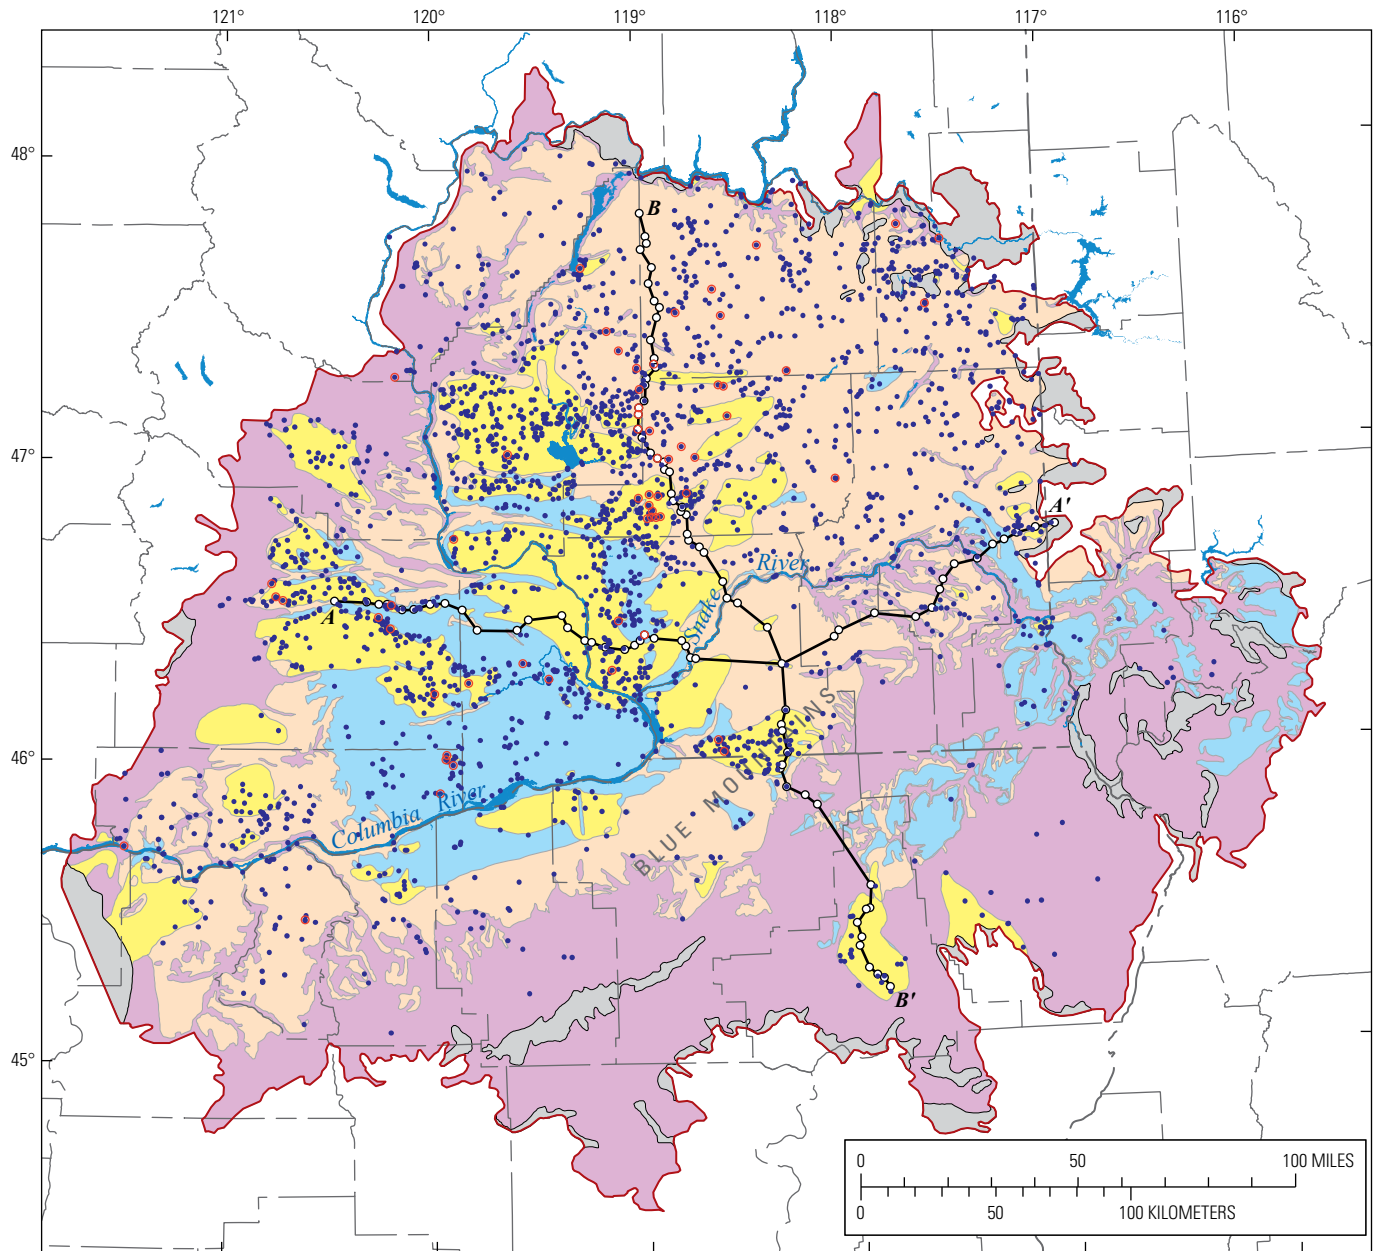 121° 120° 119° 118° 117° 116°
48°
47°
46°
45°
B
A'
River
Snake
A
BLUE MOUNTAINS
Columbia River
B'
0 50 100 MILES
0 50 100 KILOMETERS